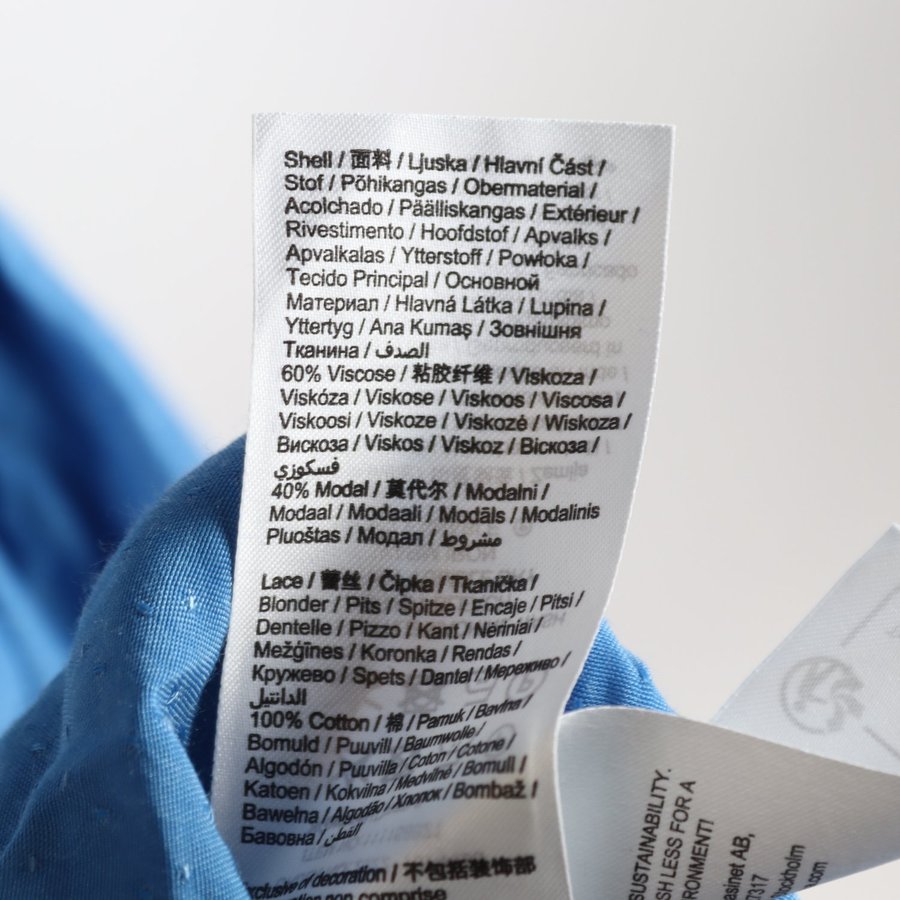 Shell / 面料 / Ljuska / Hlavní Část /
Stof / Põhikangas / Obermaterial /
Acolchado / Päälliskangas / Extérieur /
Rivestimento / Hoofdstof / Apvalks /
Apvalkalas / Ytterstoff / Powłoka /
Tecido Principal / Основной
Материал / Hlavná Látka / Lupina /
Yttertyg / Ana Kumaş / Зовнішня
Тканина / الصدف
60% Viscose / 粘胶纤维 / Viskoza /
Viskóza / Viskose / Viskoos / Viscosa /
Viskoosi / Viskoze / Viskozė / Wiskoza /
Вискоза / Viskos / Viskoz / Віскоза /
فسكوزي
40% Modal / 莫代尔 / Modalni /
Modaal / Modaali / Modāls / Modalinis
Pluoštas / Модал / مشروط
Lace / 蕾丝 / Čipka / Tkanička /
Blonder / Pits / Spitze / Encaje / Pitsi /
Dentelle / Pizzo / Kant / Nėriniai /
Mežģīnes / Koronka / Rendas /
Кружево / Spets / Dantel / Мереживо /
الدانتيل
100% Cotton / 棉 / Pamuk / Bavlna /
Bomuld / Puuvill / Baumwolle /
Algodón / Puuvilla / Coton / Cotone /
Katoen / Kokvilna / Medvilnė / Bomull /
Bawełna / Algodão / Хлопок / Bombaž /
Бавовна / القطن
exclusive of decoration / 不包括装饰部
non comprise
SUSTAINABILITY.
LESS FOR A
AB,